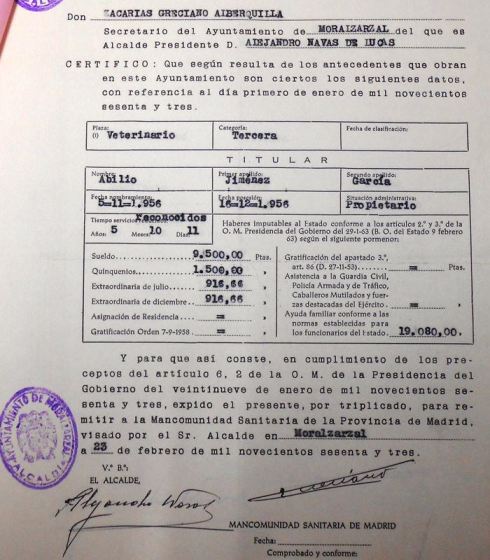 Don ZACARIAS GRECIANO ALBERQUILLA
Secretario del Ayuntamiento de MORALZARZAL del que es
Alcalde Presidente D. ALEJANDRO NAVAS DE LUCAS
CERTIFICO: Que según resulta de los antecedentes que obran
en este Ayuntamiento son ciertos los siguientes datos,
con referencia al día primero de enero de mil novecientos
sesenta y tres.
Plaza: Categoría: Fecha de clasificación:
(1) Veterinario Tercera
TITULAR
Nombre: Primer apellido: Segundo apellido:
Abilio Jiménez García
Fecha nombramiento: Fecha posesión: Situación administrativa:
5=11=1.956 16=12=1.956 Propietario
Tiempo servicios reconocidos
Años: 5 Meses: 10 Días: 11
Haberes imputables al Estado conforme a los artículos 2.º y 3.º de la
O. M. Presidencia del Gobierno del 29-1-63 (B. O. del Estado 9 febrero
63) según el siguiente pormenor:
Sueldo 9.500,00 Ptas.
Quinquenios 1.500,00 »
Extraordinaria de julio 916,66 »
Extraordinaria de diciembre 916,66 »
Asignación de Residencia = »
Gratificación Orden 7-9-1958 = »
Gratificación del apartado 3.º,
art. 86 (D. 27-11-53) = Ptas.
Asistencia a la Guardia Civil,
Policía Armada y de Tráfico,
Caballeros Mutilados y fuer-
zas destacadas del Ejército = »
Ayuda familiar conforme a las
normas establecidas para
los funcionarios del Estado. 19.080,00 »
Y para que así conste, en cumplimiento de los pre-
ceptos del artículo 6, 2 de la O. M. de la Presidencia del
Gobierno del veintinueve de enero de mil novecientos se-
senta y tres, expido el presente, por triplicado, para re-
mitir a la Mancomunidad Sanitaria de la Provincia de Madrid,
visado por el Sr. Alcalde en Moralzarzal
a 23 de febrero de mil novecientos sesenta y tres.
AYUNTAMIENTO DE MORALZARZAL
ALCALDIA
V.º B.º:
EL ALCALDE,
Alejandro Navas
MANCOMUNIDAD SANITARIA DE MADRID
Fecha:
Comprobado y conforme: